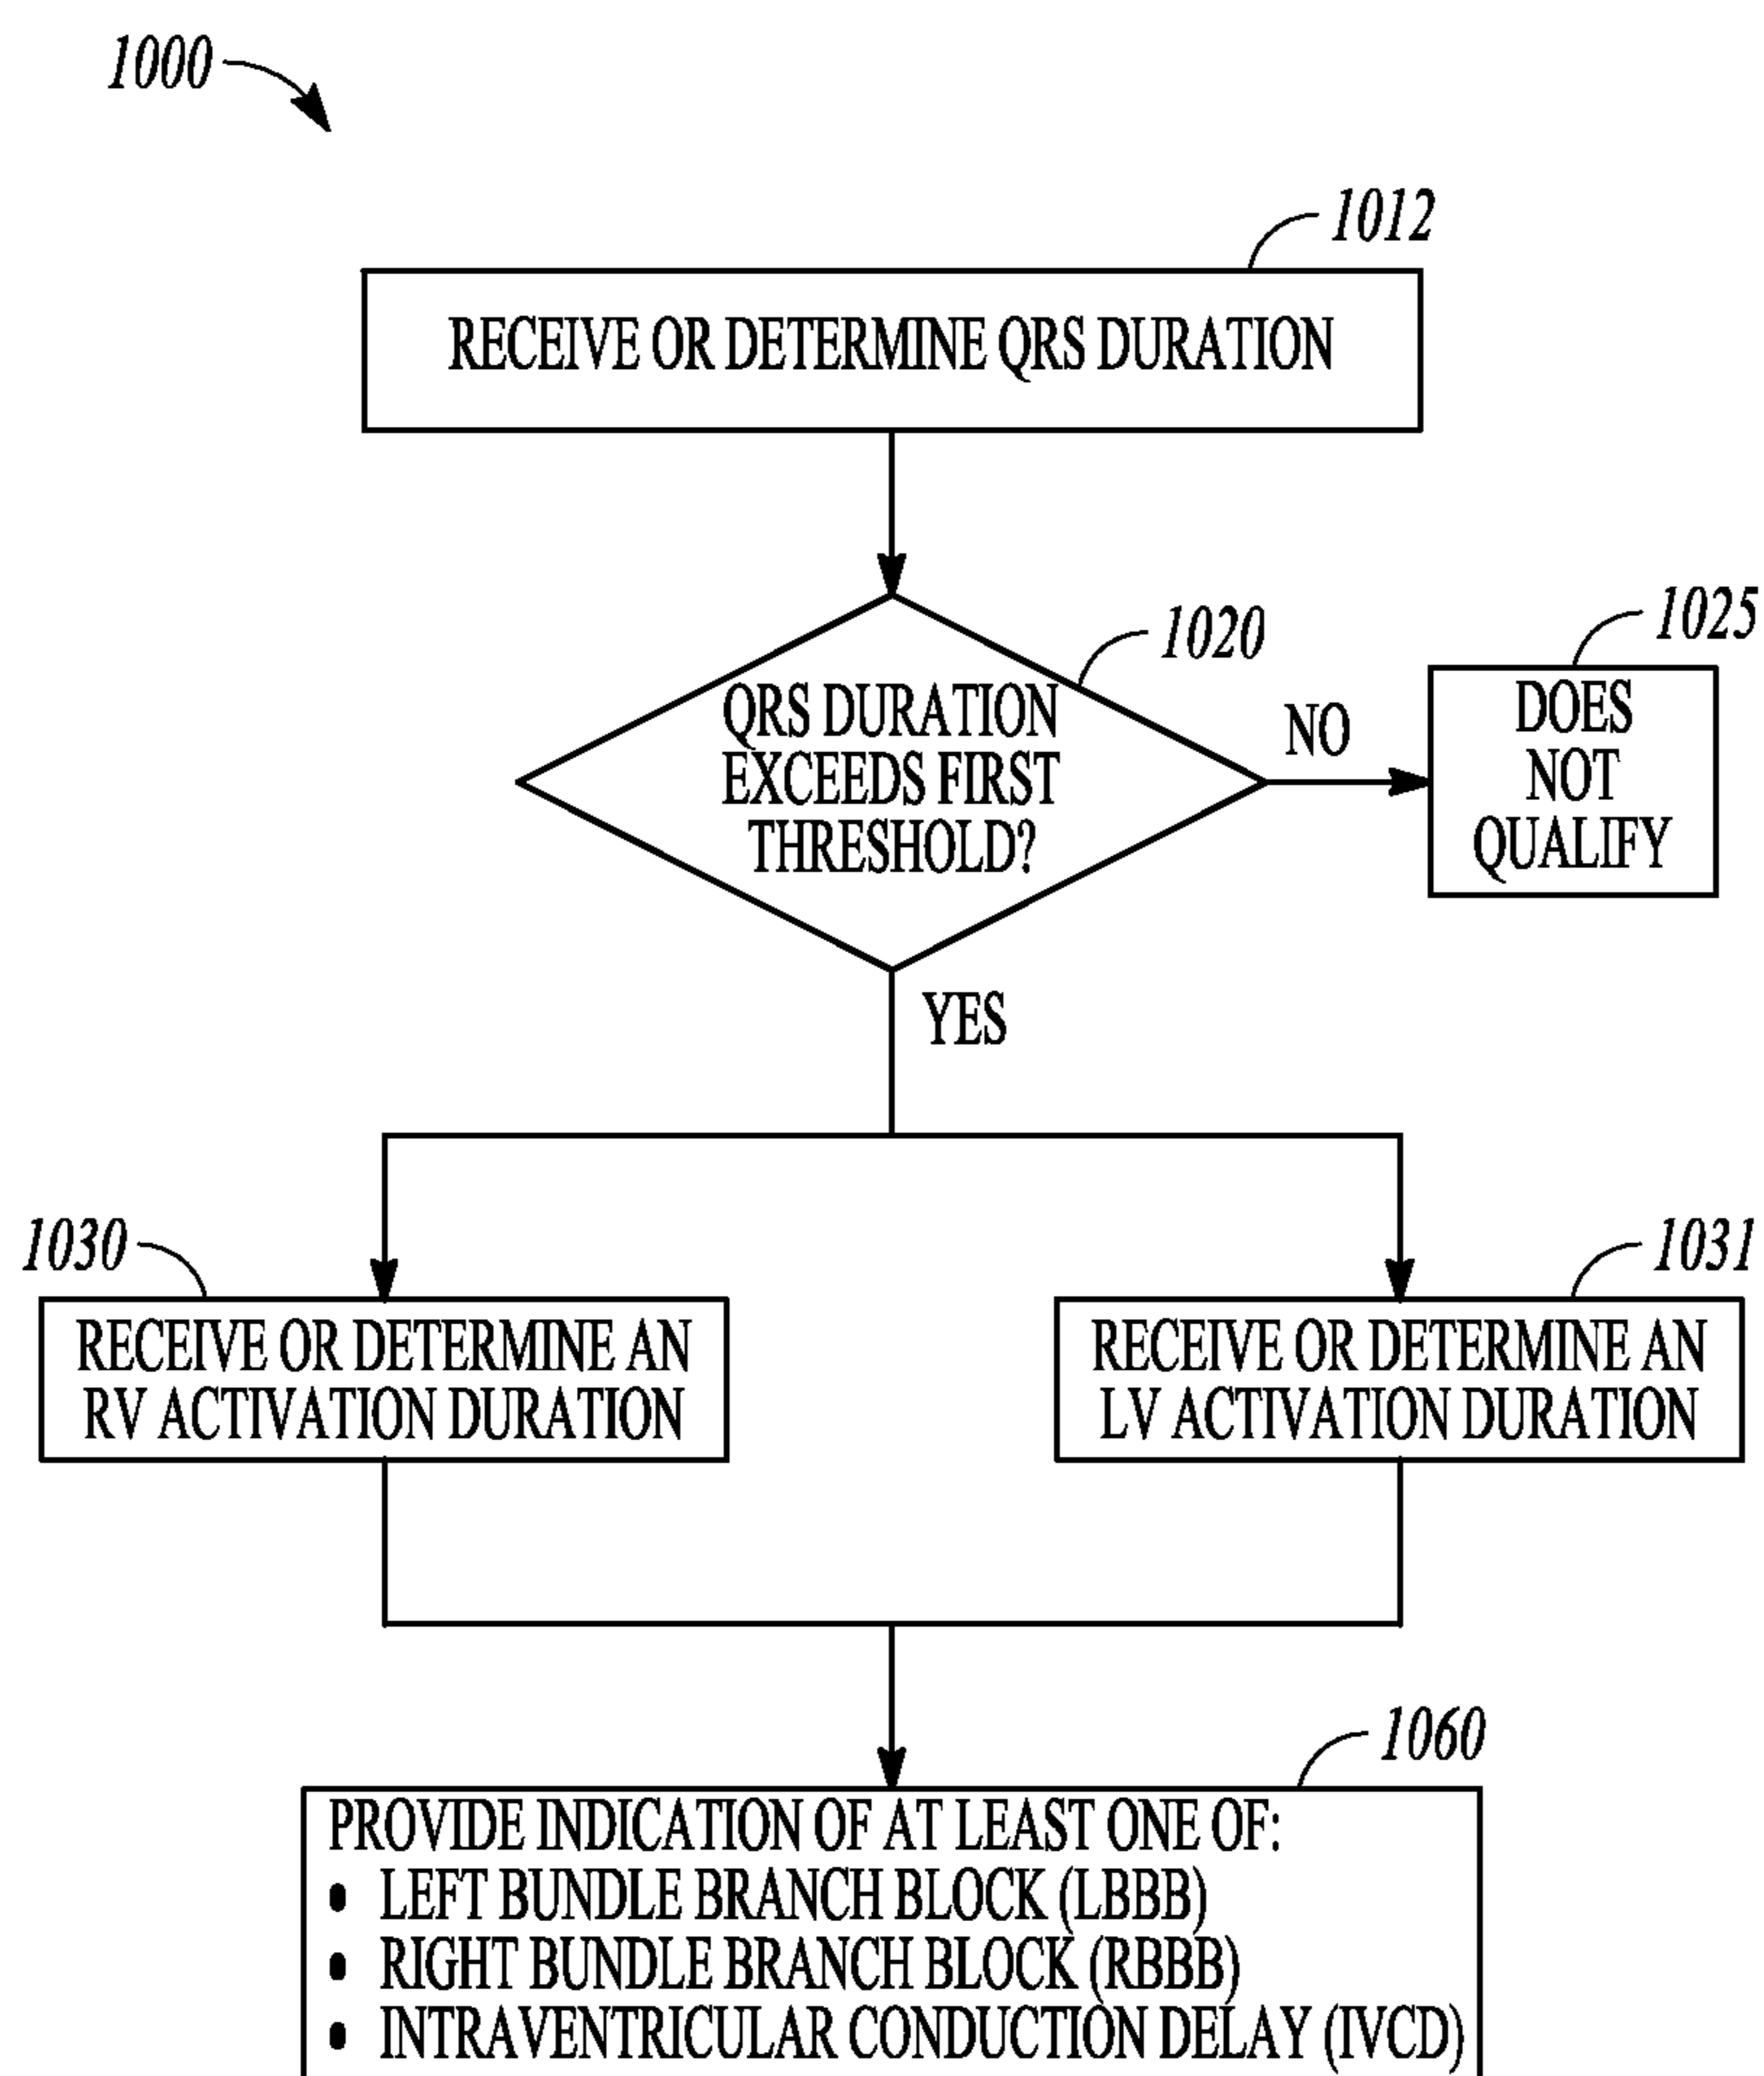 1000
1012
RECEIVE OR DETERMINE QRS DURATION
1020
QRS DURATION
EXCEEDS FIRST
THRESHOLD?
NO
1025
DOES
NOT
QUALIFY
YES
1030
RECEIVE OR DETERMINE AN
RV ACTIVATION DURATION
1031
RECEIVE OR DETERMINE AN
LV ACTIVATION DURATION
1060
PROVIDE INDICATION OF AT LEAST ONE OF:
• LEFT BUNDLE BRANCH BLOCK (LBBB)
• RIGHT BUNDLE BRANCH BLOCK (RBBB)
• INTRAVENTRICULAR CONDUCTION DELAY (IVCD)